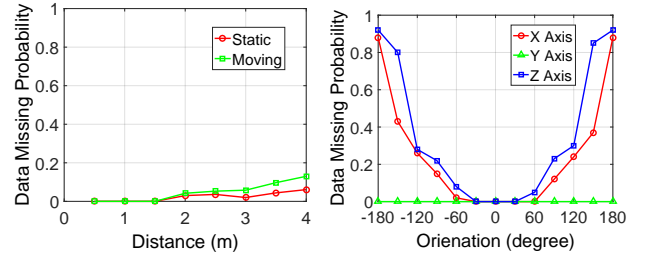 1
0.8
0.6
0.4
0.2
0
0 1 2 3 4
Data Missing Probability
Distance (m)
Static
Moving
1
0.8
0.6
0.4
0.2
0
-180 -120 -60 0 60 120 180
Data Missing Probability
Orienation (degree)
X Axis
Y Axis
Z Axis